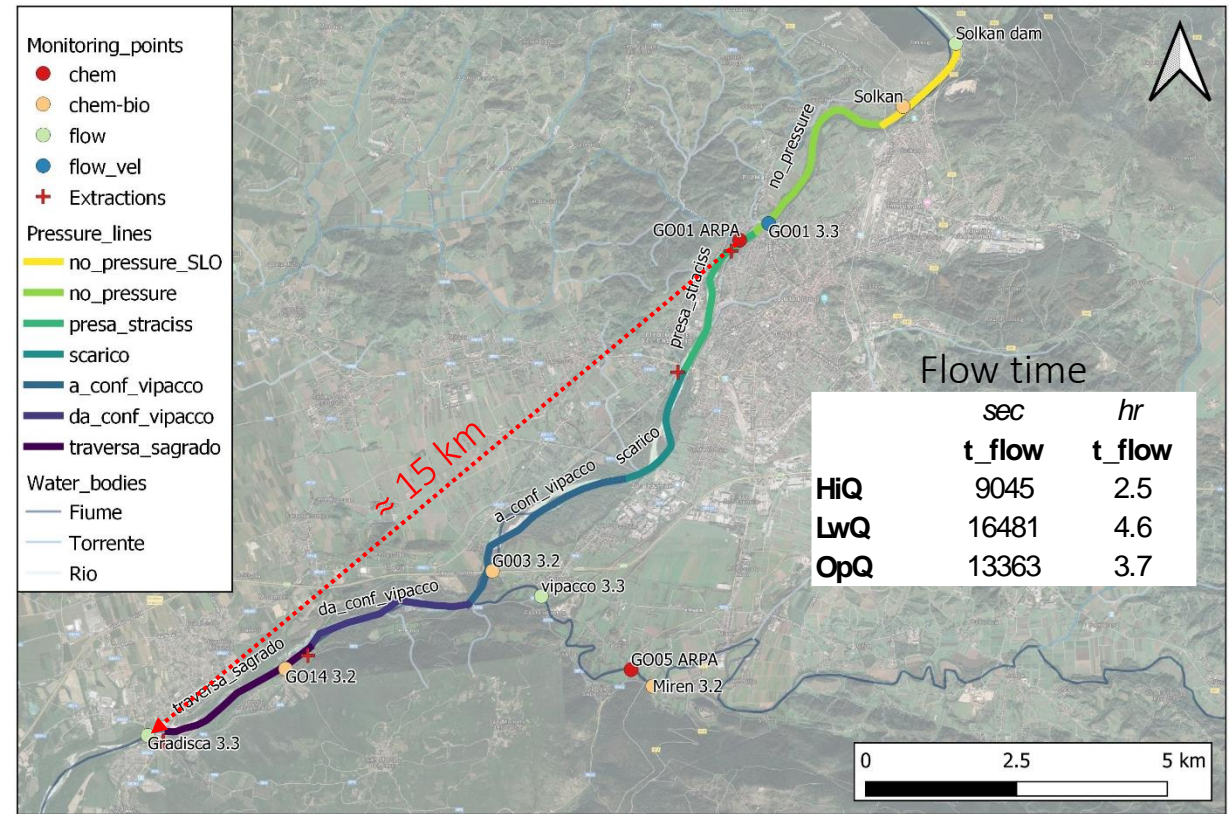 Monitoring_points
chem
chem-bio
flow
flow_vel
Extractions
Pressure_lines
no_pressure_SLO
no_pressure
presa_straciss
scarico
a_conf_vipacco
da_conf_vipacco
traversa_sagrado
Water_bodies
Fiume
Torrente
Rio
Solkan dam
Solkan
no_pressure
GO01 ARPA
GO01 3.3
presa_straciss
≈ 15 km
scarico
a_conf_vipacco
G003 3.2
vipacco 3.3
da_conf_vipacco
GO05 ARPA
Miren 3.2
traversa_sagrado
GO14 3.2
Gradisca 3.3
Flow time
sec hr
t_flow t_flow
HiQ 9045 2.5
LwQ 16481 4.6
OpQ 13363 3.7
0 2.5 5 km